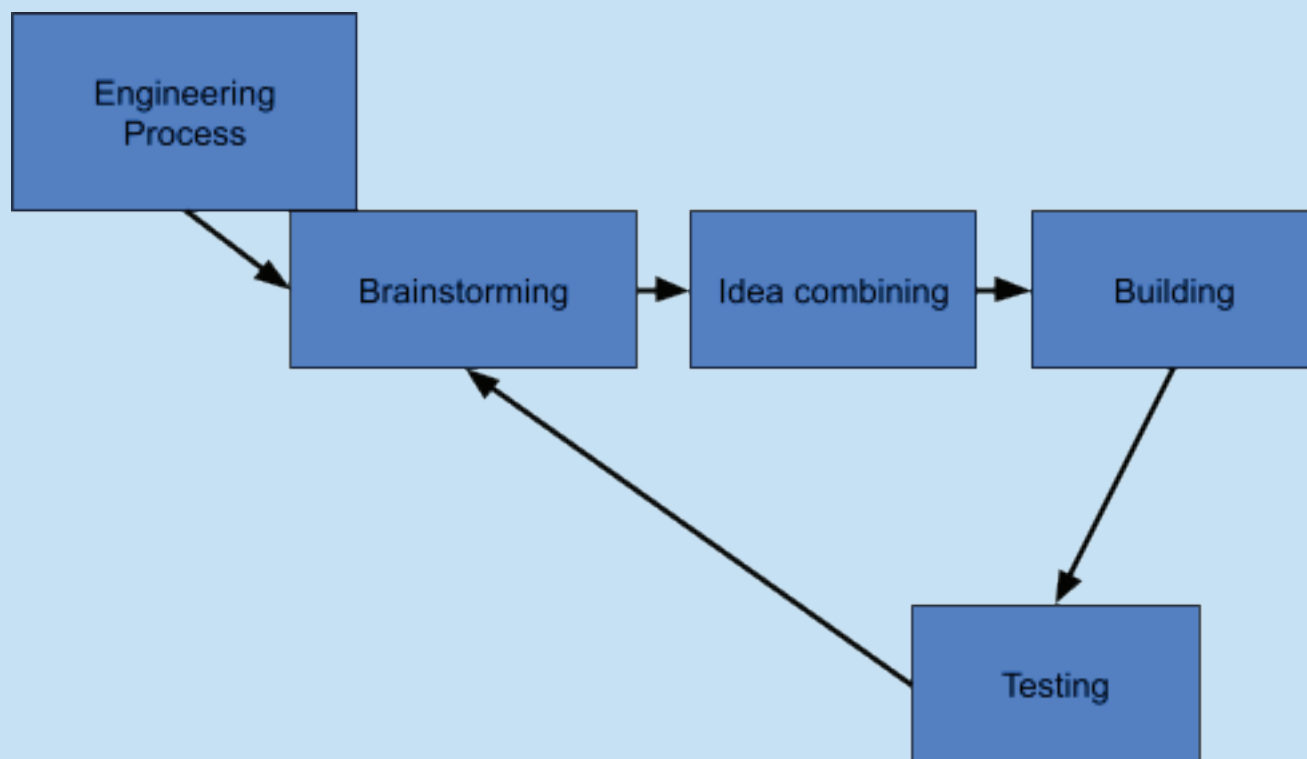 Engineering
Process
Brainstorming
Idea combining
Building
Testing